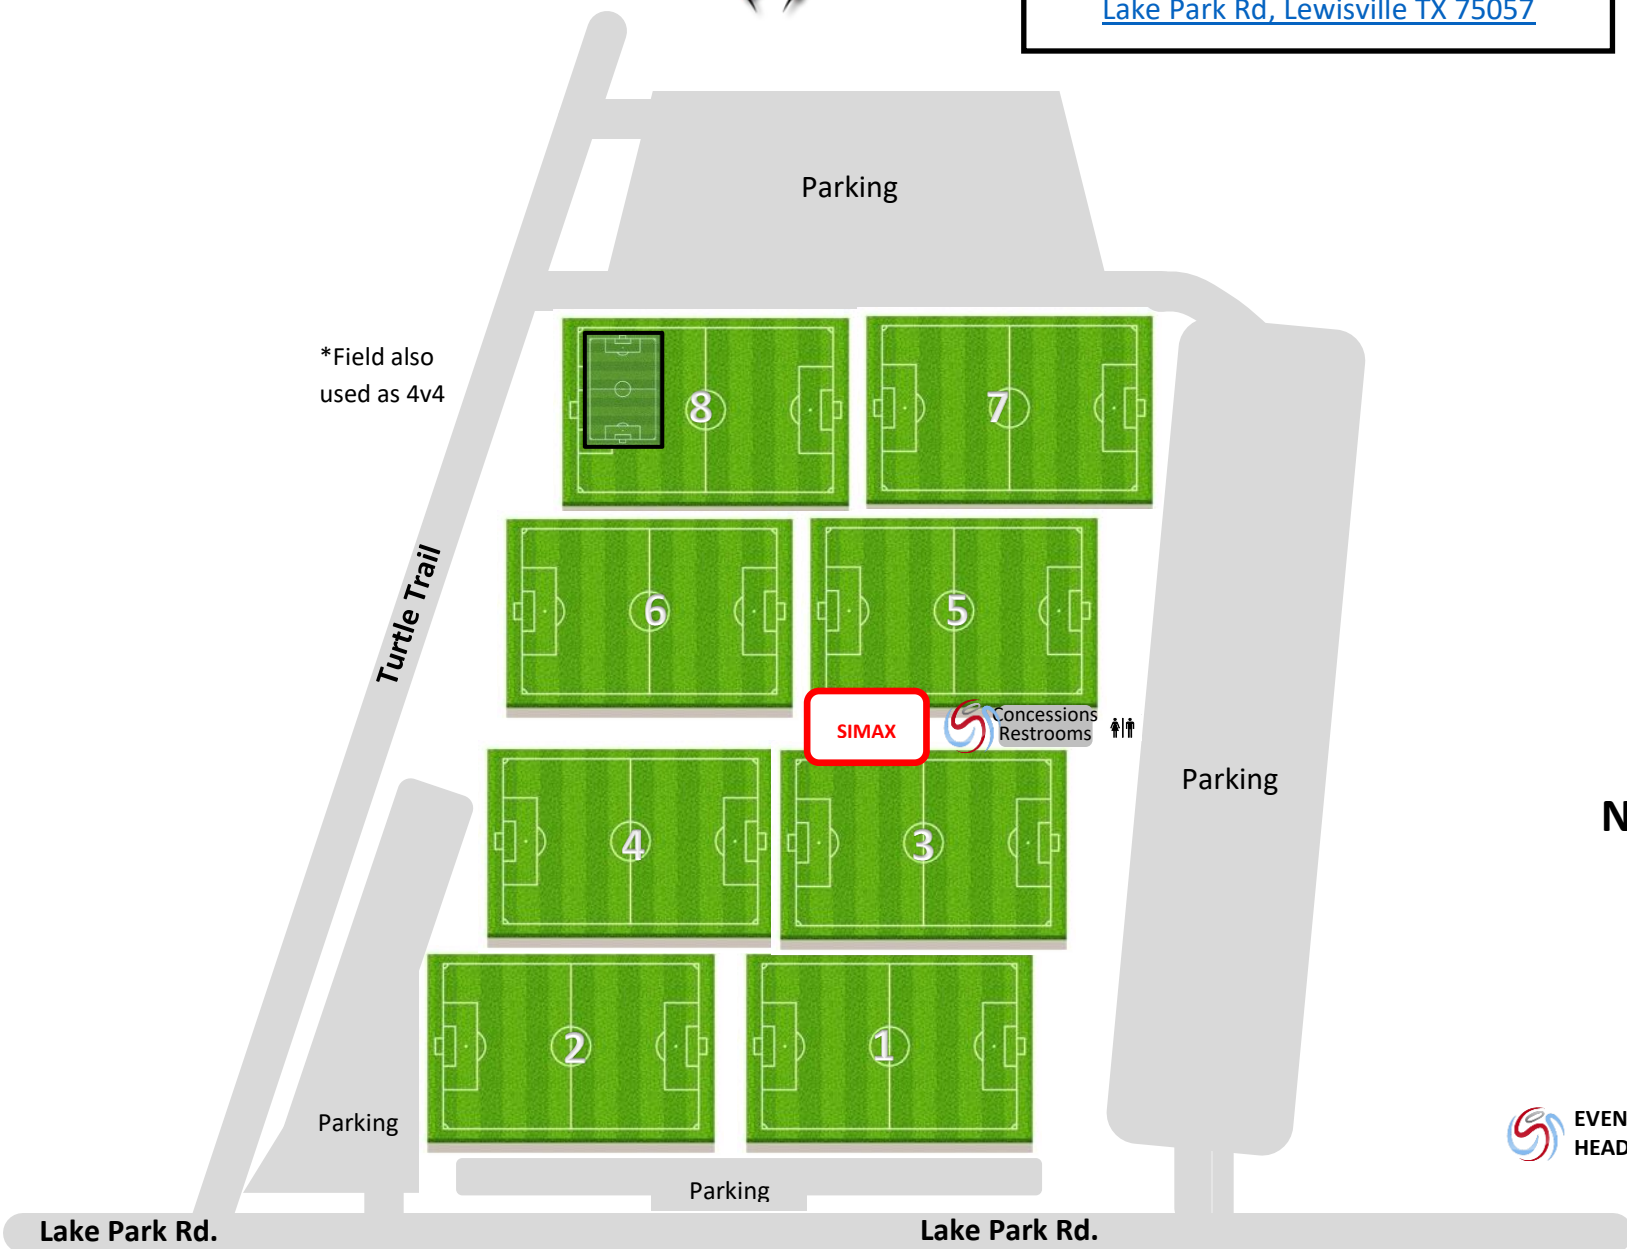 Lake Park Rd, Lewisville TX 75057
Parking
*Field also
used as 4v4
8
7
Turtle Trail
6
5
SIMAX
Concessions
Restrooms
Parking
N
4
3
2
1
Parking
EVEN
HEAD
Parking
Lake Park Rd.
Lake Park Rd.